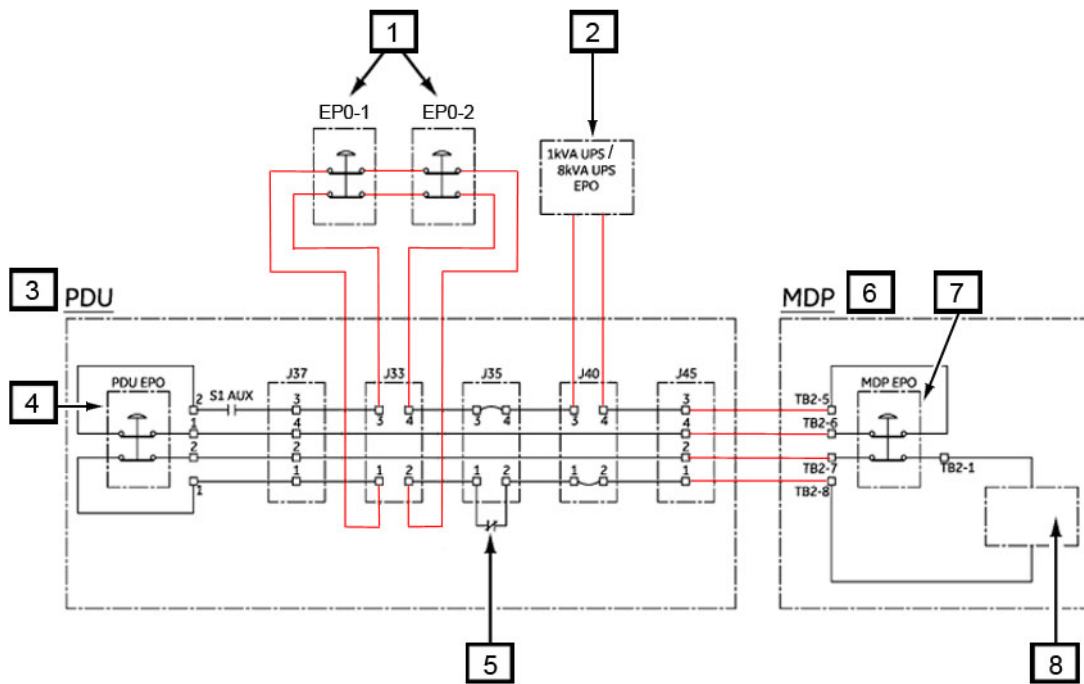 1
2
EP0-1
EP0-2
1kVA UPS /
8kVA UPS
EPO
3
PDU
MDP
6
7
4
PDU EPO
2
S1 AUX
1
2
1
J37
3
4
2
1
J33
3
4
1
2
J35
3
4
1
2
J40
3
4
1
2
J45
3
4
2
1
TB2-5
TB2-6
TB2-7
TB2-8
MDP EPO
TB2-1
5
8